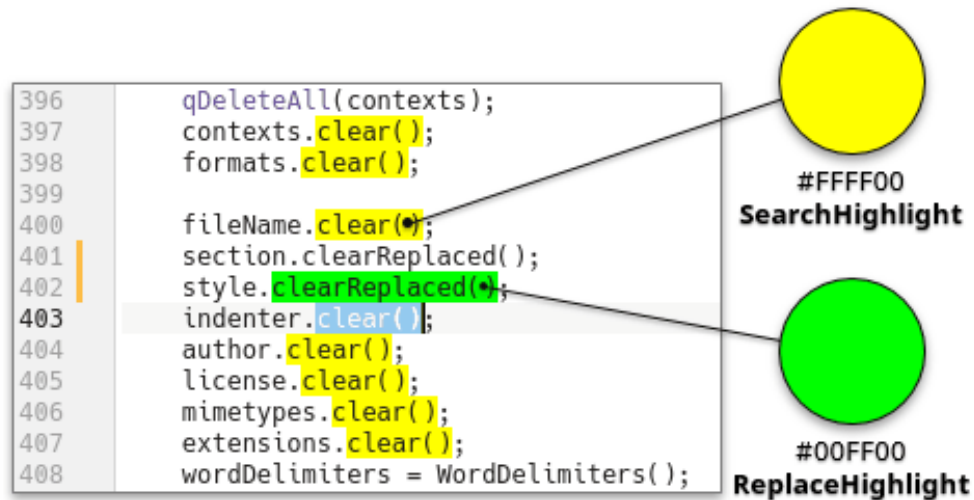 396 qDeleteAll(contexts);
397 contexts.clear();
398 formats.clear();
399
400 fileName.clear();
401 section.clearReplaced();
402 style.clearReplaced();
403 indenter.clear();
404 author.clear();
405 license.clear();
406 mimetypes.clear();
407 extensions.clear();
408 wordDelimiters = WordDelimiters();
#FFFF00
SearchHighlight
#00FF00
ReplaceHighlight